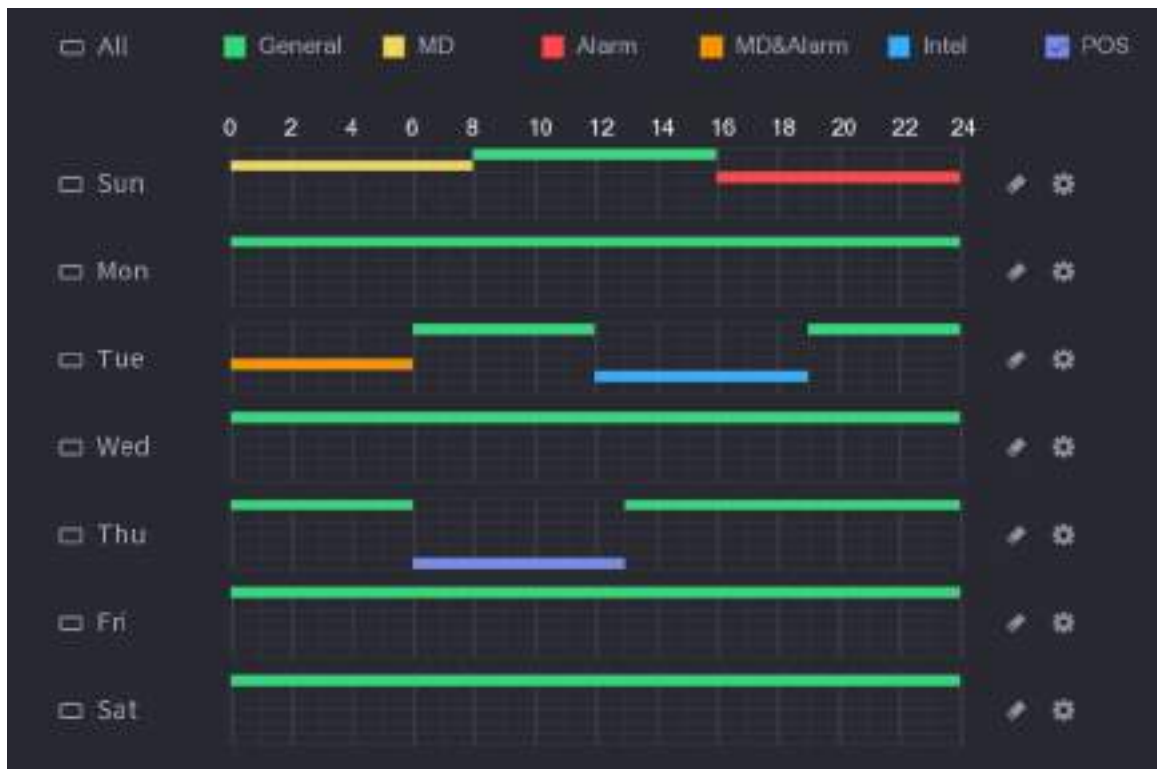 All General MD Alarm MD&Alarm Intel POS
0 2 4 6 8 10 12 14 16 18 20 22 24
Sun
Mon
Tue
Wed
Thu
Fri
Sat